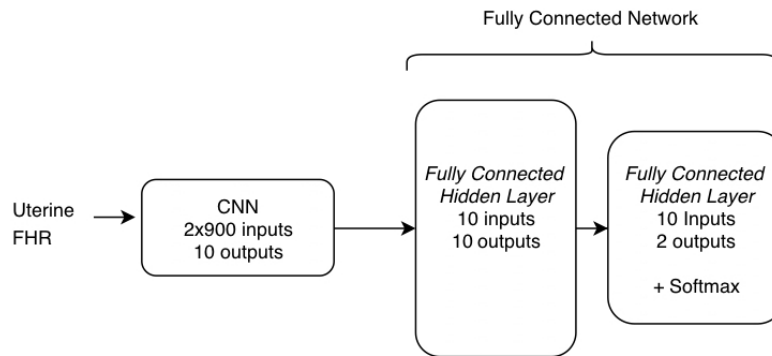 Fully Connected Network
Uterine
FHR
CNN
2x900 inputs
10 outputs
Fully Connected
Hidden Layer
10 inputs
10 outputs
Fully Connected
Hidden Layer
10 Inputs
2 outputs
+ Softmax